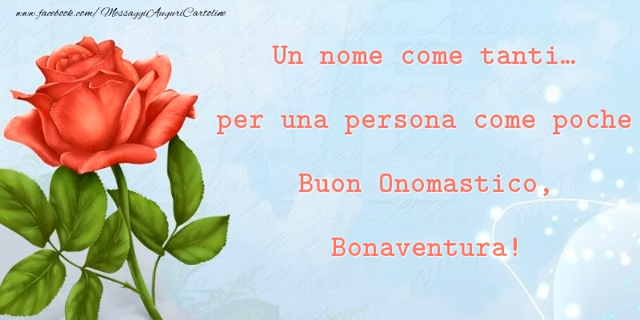 www.facebook.com/MessaggiAuguriCartoline
Un nome come tanti…
per una persona come poche
Buon Onomastico,
Bonaventura!